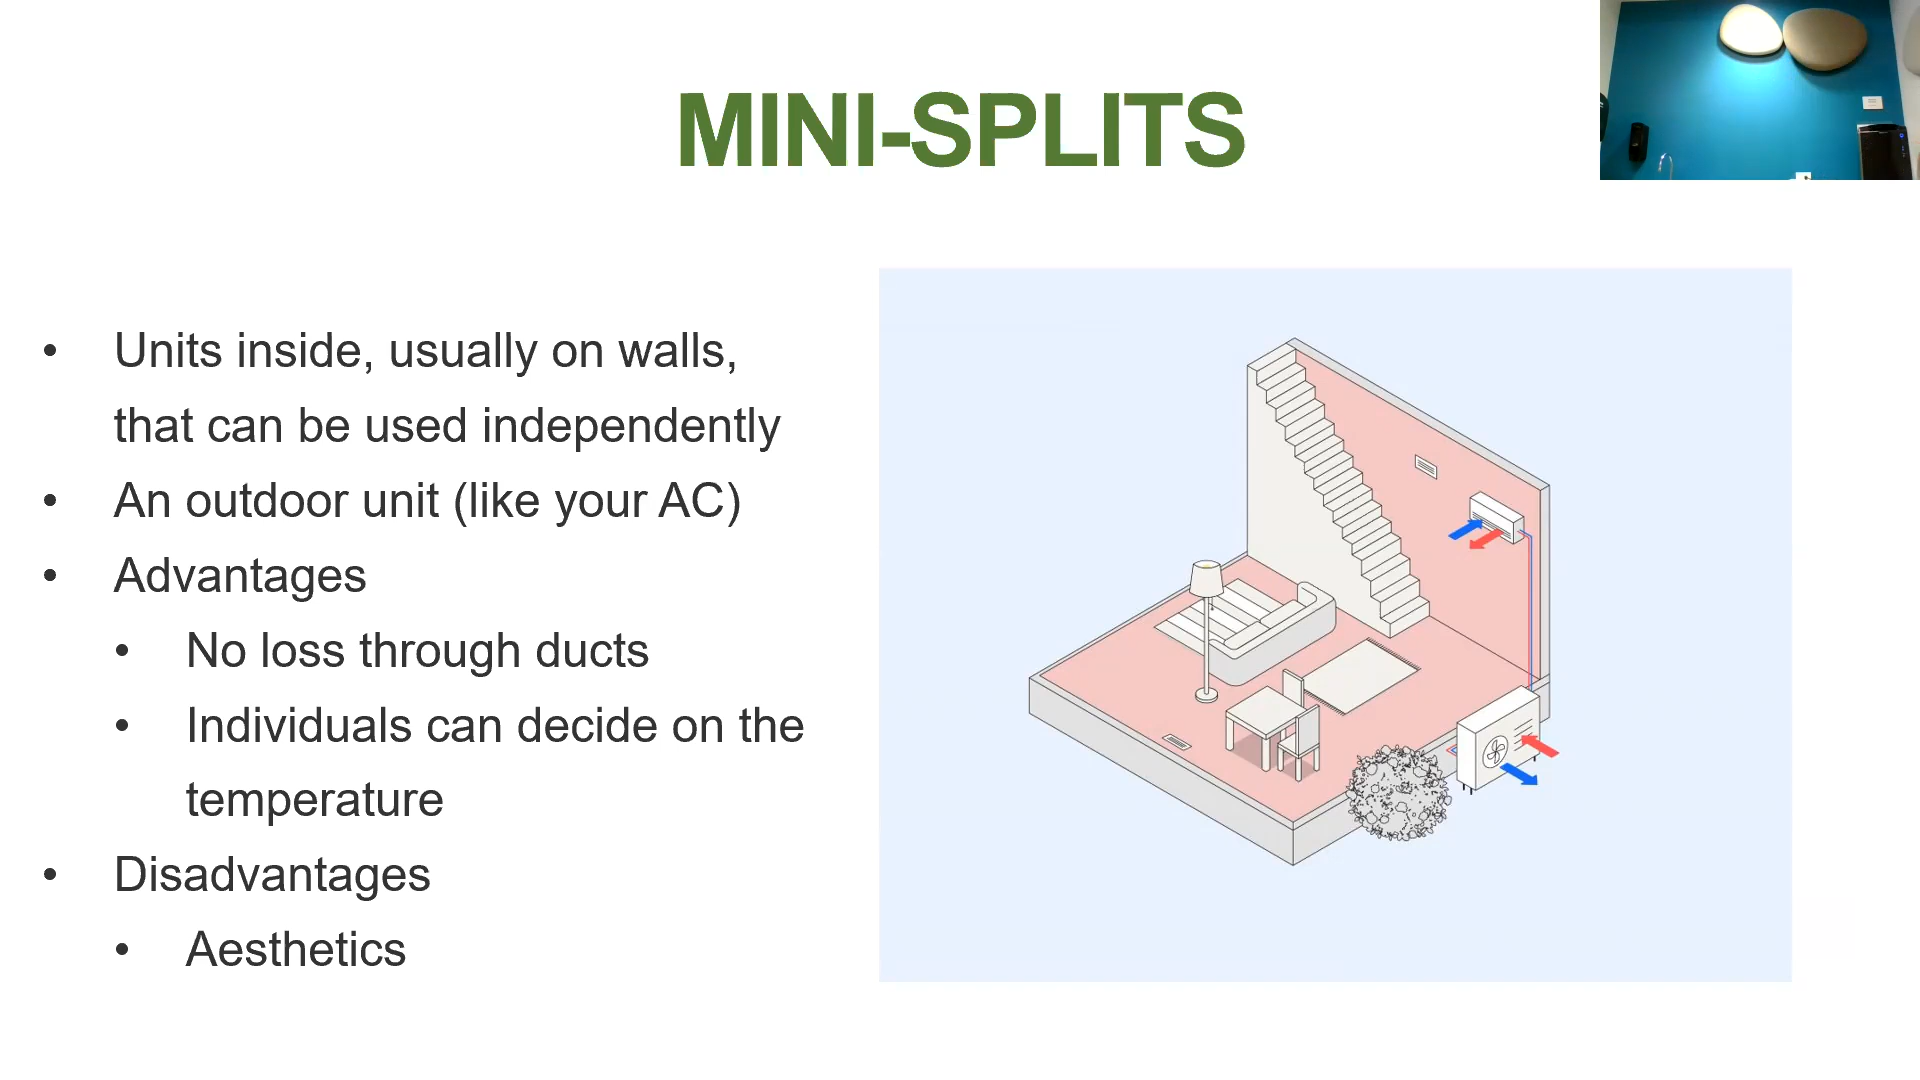 MINI-SPLITS
• Units inside, usually on walls,
that can be used independently
• An outdoor unit (like your AC)
• Advantages
• No loss through ducts
• Individuals can decide on the
temperature
• Disadvantages
• Aesthetics